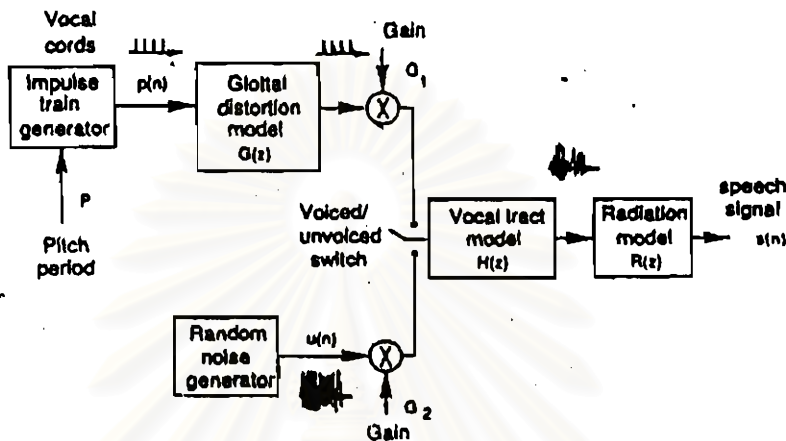 Vocal
cords
Impulse
train
generator
p(n)
Glottal
distortion
model
G(z)
Gain
G1
X
P
Pitch
period
Voiced/
unvoiced
switch
Vocal tract
model
H(z)
Radiation
model
R(z)
speech
signal
s(n)
Random
noise
generator
u(n)
X
G2
Gain